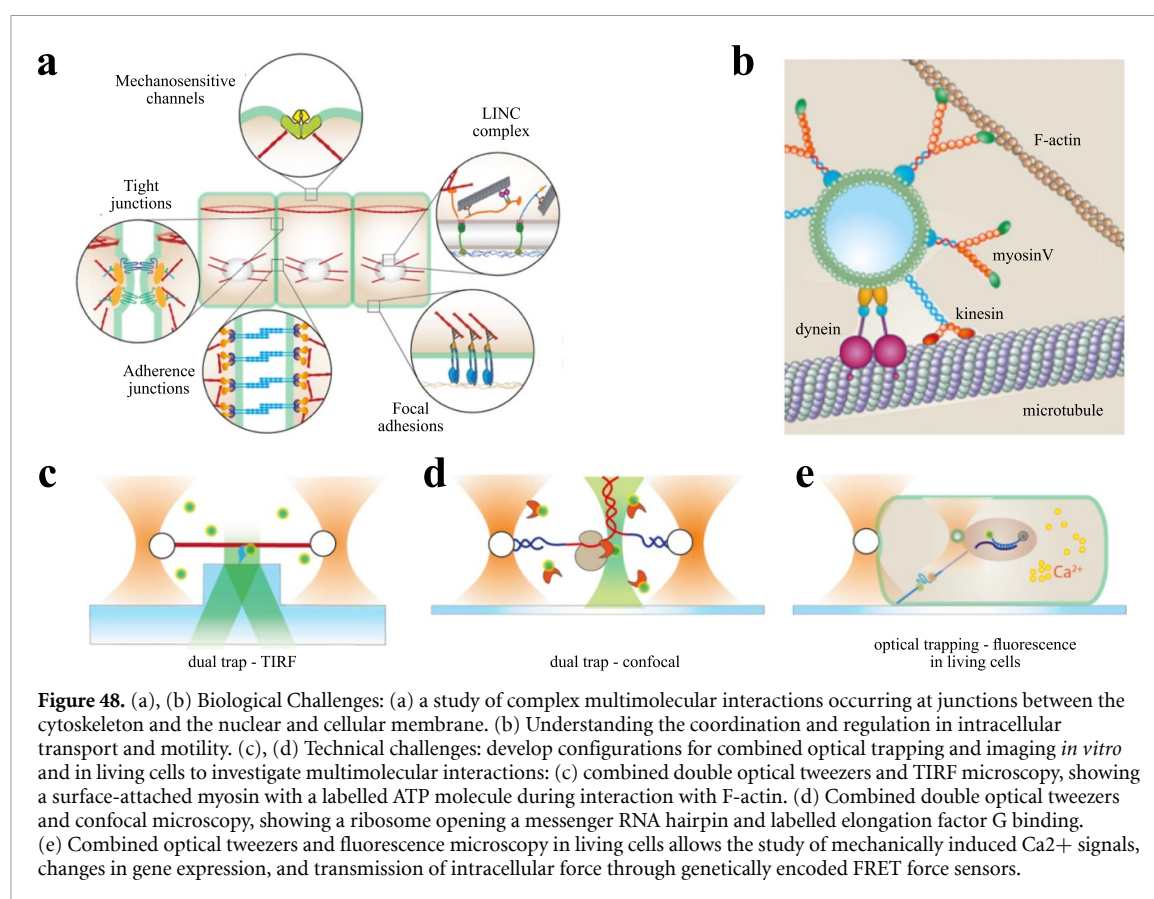 a
Mechanosensitive
channels
LINC
complex
Tight
junctions
Adherence
junctions
Focal
adhesions
b
F-actin
myosinV
kinesin
dynein
microtubule
c
dual trap - TIRF
d
dual trap - confocal
e
Ca2+
optical trapping - fluorescence
in living cells
Figure 48. (a), (b) Biological Challenges: (a) a study of complex multimolecular interactions occurring at junctions between the
cytoskeleton and the nuclear and cellular membrane. (b) Understanding the coordination and regulation in intracellular
transport and motility. (c), (d) Technical challenges: develop configurations for combined optical trapping and imaging in vitro
and in living cells to investigate multimolecular interactions: (c) combined double optical tweezers and TIRF microscopy, showing
a surface-attached myosin with a labelled ATP molecule during interaction with F-actin. (d) Combined double optical tweezers
and confocal microscopy, showing a ribosome opening a messenger RNA hairpin and labelled elongation factor G binding.
(e) Combined optical tweezers and fluorescence microscopy in living cells allows the study of mechanically induced Ca2+ signals,
changes in gene expression, and transmission of intracellular force through genetically encoded FRET force sensors.